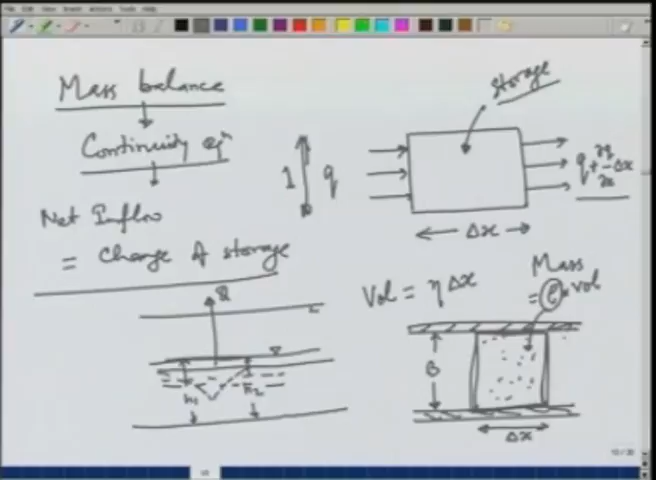 Mass balance
Continuity eqⁿ
Net Inflow
= Change of storage
Storage
1
q
q + ∂q/∂x Δx
Δx
Vol = η Δx
Mass
= ρ × vol
Q
h₁
h₂
B
Δx